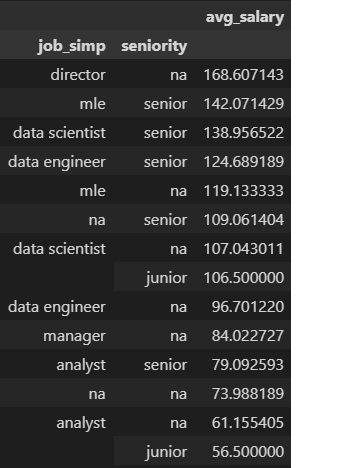 avg_salary
job_simp seniority
director na 168.607143
mle senior 142.071429
data scientist senior 138.956522
data engineer senior 124.689189
mle na 119.133333
na senior 109.061404
data scientist na 107.043011
junior 106.500000
data engineer na 96.701220
manager na 84.022727
analyst senior 79.092593
na na 73.988189
analyst na 61.155405
junior 56.500000